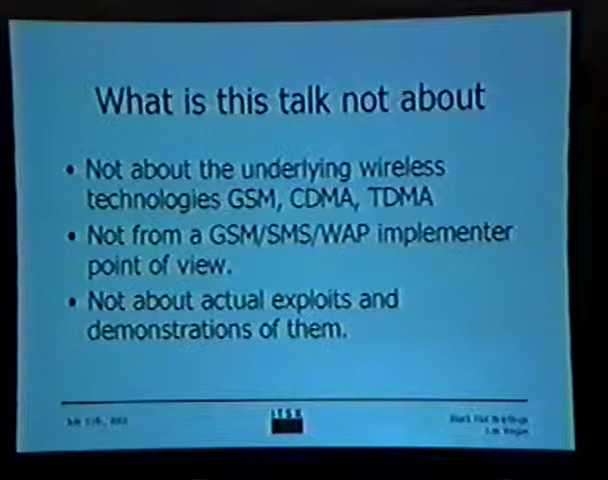 What is this talk not about
• Not about the underlying wireless
technologies GSM, CDMA, TDMA
• Not from a GSM/SMS/WAP implementer
point of view.
• Not about actual exploits and
demonstrations of them.
ITSX
Black Hat Briefings
Las Vegas